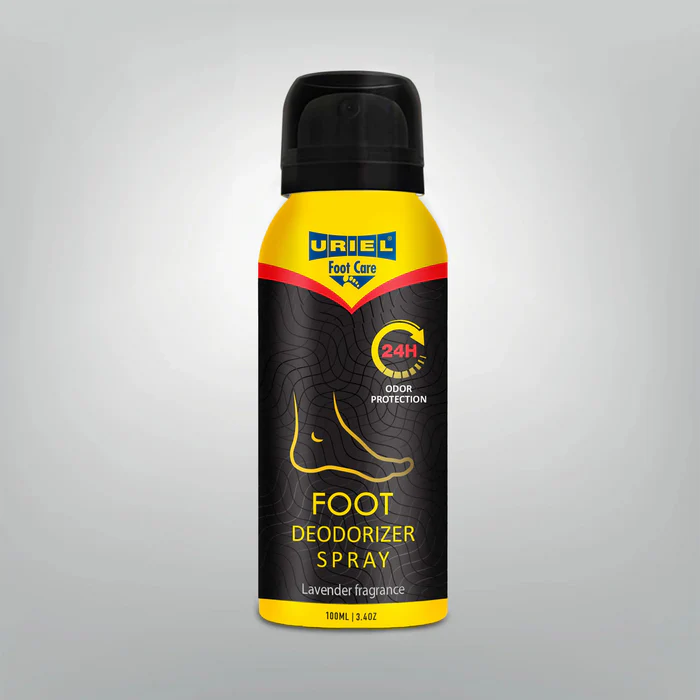 URIEL®
Foot Care
24H
ODOR
PROTECTION
FOOT
DEODORIZER
SPRAY
Lavender fragrance
100ML | 3.4OZ